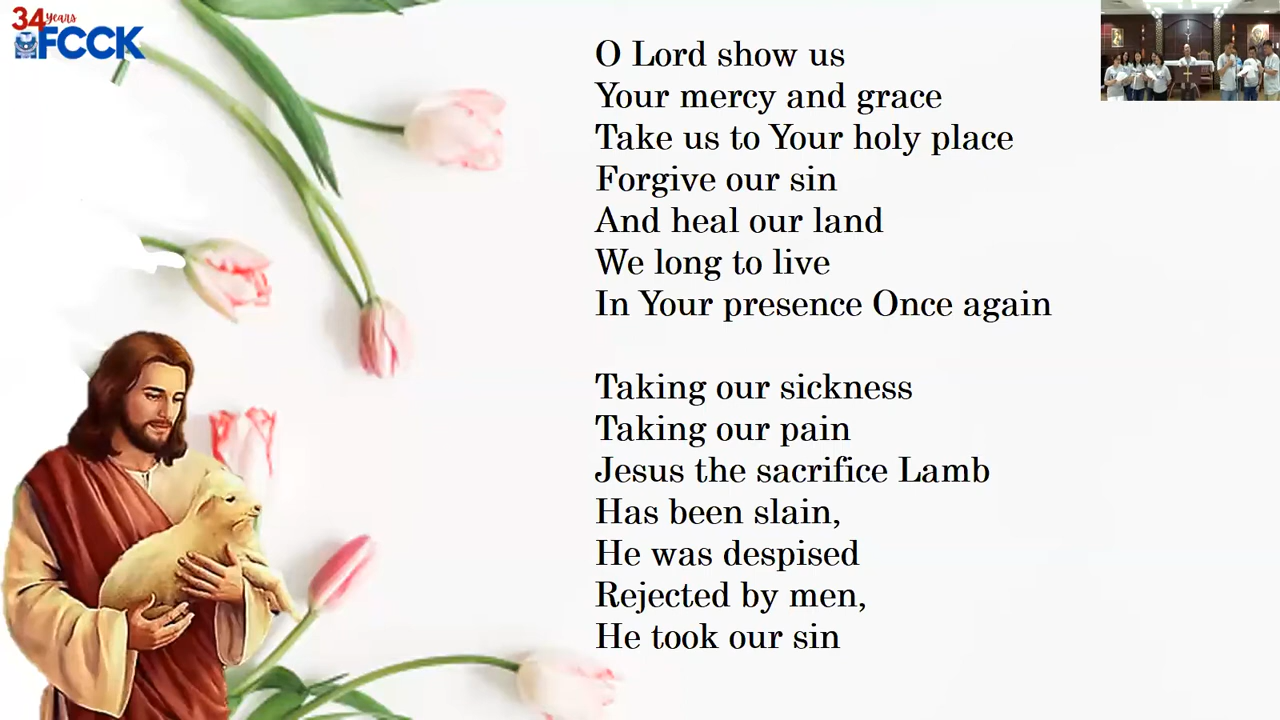 34 Years
FCCK
O Lord show us
Your mercy and grace
Take us to Your holy place
Forgive our sin
And heal our land
We long to live
In Your presence Once again
Taking our sickness
Taking our pain
Jesus the sacrifice Lamb
Has been slain,
He was despised
Rejected by men,
He took our sin